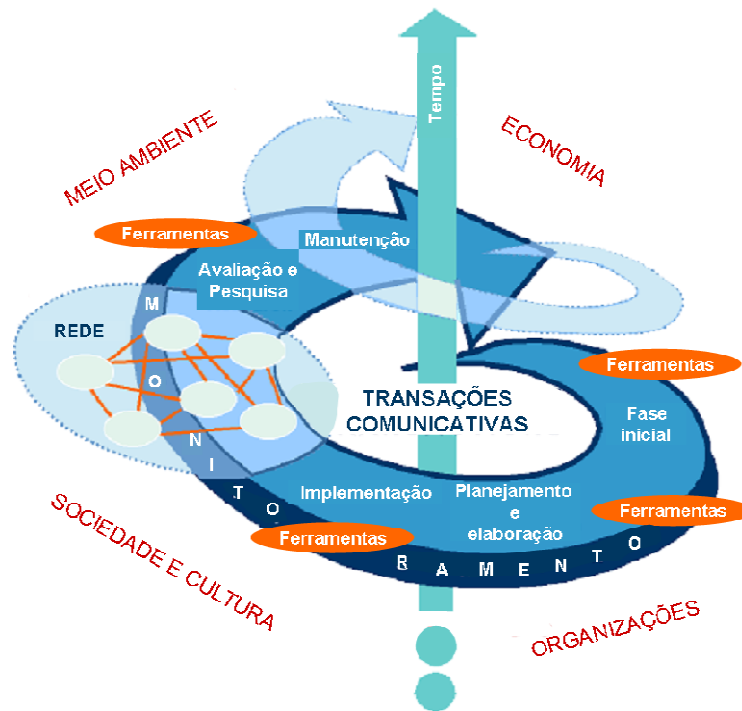 Tempo
MEIO AMBIENTE
ECONOMIA
Ferramentas
Manutenção
Avaliação e
Pesquisa
REDE
Ferramentas
TRANSAÇÕES
COMUNICATIVAS
Fase
inicial
Implementação
Planejamento
e
elaboração
Ferramentas
Ferramentas
MONITORAMENTO
SOCIEDADE E CULTURA
ORGANIZAÇÕES